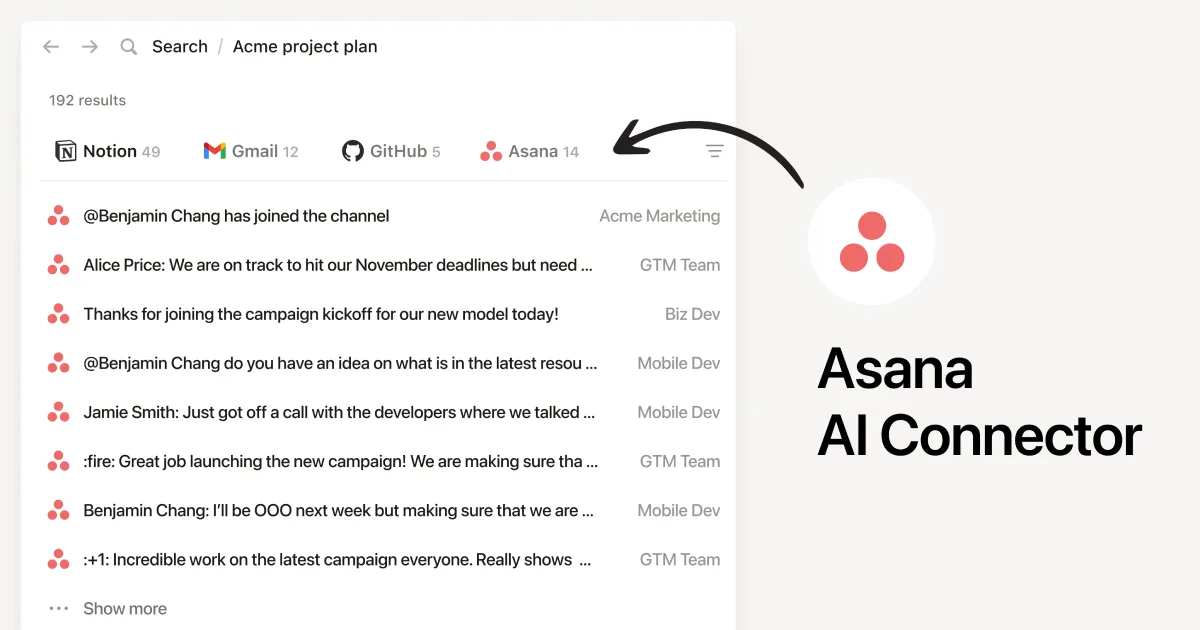 Search / Acme project plan
192 results
Notion 49 Gmail 12 GitHub 5 Asana 14
@Benjamin Chang has joined the channel Acme Marketing
Alice Price: We are on track to hit our November deadlines but need ... GTM Team
Thanks for joining the campaign kickoff for our new model today! Biz Dev
@Benjamin Chang do you have an idea on what is in the latest resou ... Mobile Dev
Jamie Smith: Just got off a call with the developers where we talked ... Mobile Dev
:fire: Great job launching the new campaign! We are making sure tha ... GTM Team
Benjamin Chang: I’ll be OOO next week but making sure that we are ... Mobile Dev
:+1: Incredible work on the latest campaign everyone. Really shows ... GTM Team
Show more
Asana
AI Connector